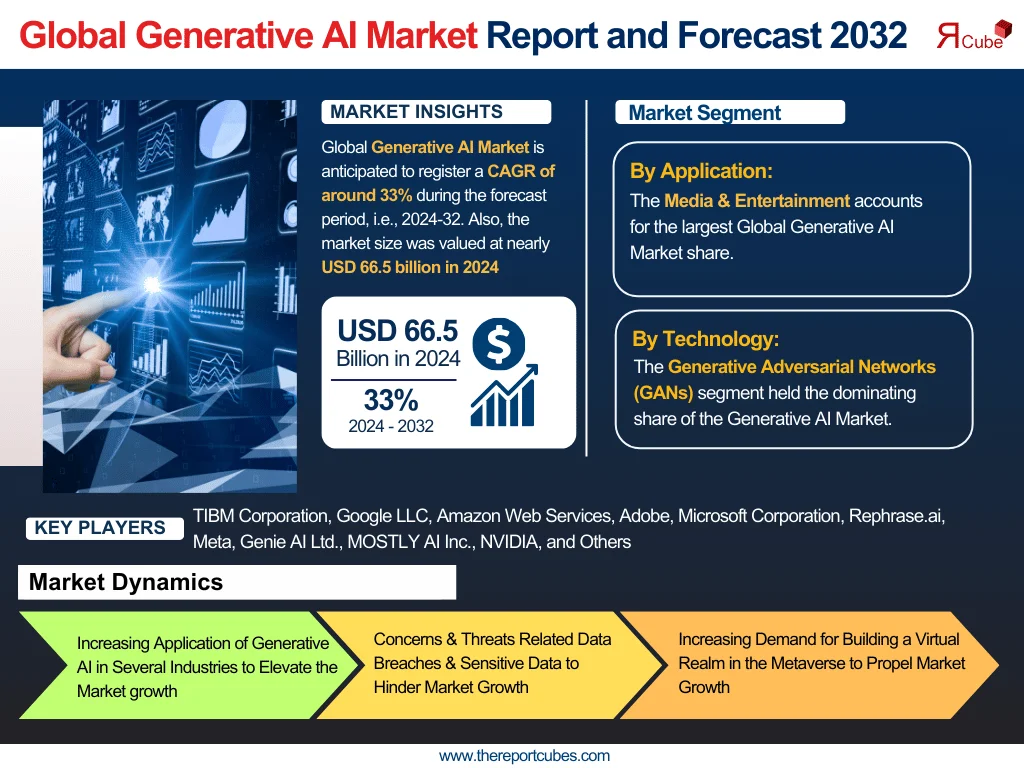 Global Generative AI Market Report and Forecast 2032
ЯCube
MARKET INSIGHTS
Global Generative AI Market is
anticipated to register a CAGR of
around 33% during the forecast
period, i.e., 2024-32. Also, the
market size was valued at nearly
USD 66.5 billion in 2024
USD 66.5
Billion in 2024
33%
2024 - 2032
$
Market Segment
By Application:
The Media & Entertainment accounts
for the largest Global Generative AI
Market share.
By Technology:
The Generative Adversarial Networks
(GANs) segment held the dominating
share of the Generative AI Market.
KEY PLAYERS
TIBM Corporation, Google LLC, Amazon Web Services, Adobe, Microsoft Corporation, Rephrase.ai,
Meta, Genie AI Ltd., MOSTLY AI Inc., NVIDIA, and Others
Market Dynamics
Increasing Application of Generative
AI in Several Industries to Elevate the
Market growth
Concerns & Threats Related Data
Breaches & Sensitive Data to
Hinder Market Growth
Increasing Demand for Building a Virtual
Realm in the Metaverse to Propel Market
Growth
www.thereportcubes.com